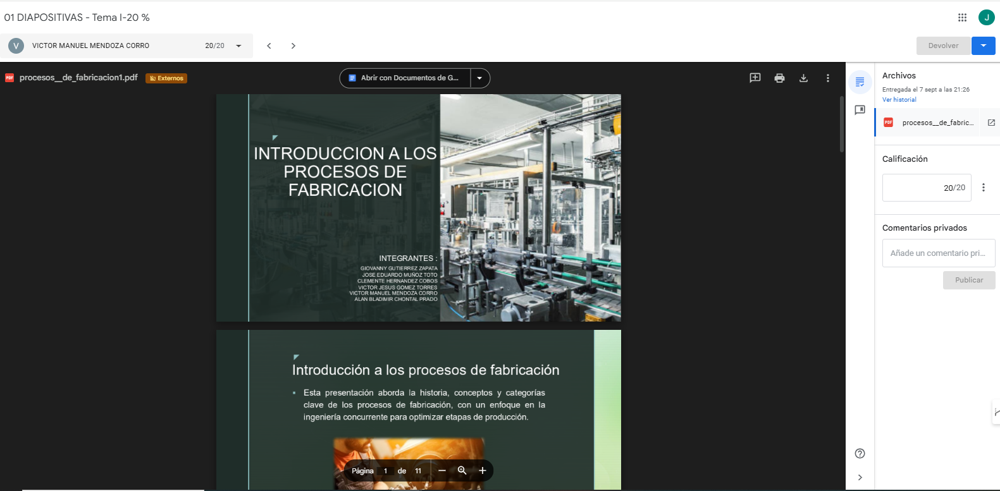 01 DIAPOSITIVAS - Tema I-20 %
J
V
VICTOR MANUEL MENDOZA CORRO
20/20
Devolver
PDF
procesos__de_fabricacion1.pdf
Externos
Abrir con Documentos de G...
INTRODUCCION A LOS
PROCESOS DE
FABRICACION
INTEGRANTES :
GIOVANNY GUTIERREZ ZAPATA
JOSE EDUARDO MUÑOZ TOTO
CLEMENTE HERNANDEZ COBOS
VICTOR JESUS GOMEZ TORRES
VICTOR MANUEL MENDOZA CORRO
ALAN BLADIMIR CHONTAL PRADO
Introducción a los procesos de fabricación
Esta presentación aborda la historia, conceptos y categorías
clave de los procesos de fabricación, con un enfoque en la
ingeniería concurrente para optimizar etapas de producción.
Página 1 de 11
Archivos
Entregada el 7 sept a las 21:26
Ver historial
PDF
procesos__de_fabric...
Calificación
20/20
Comentarios privados
Añade un comentario pri...
Publicar